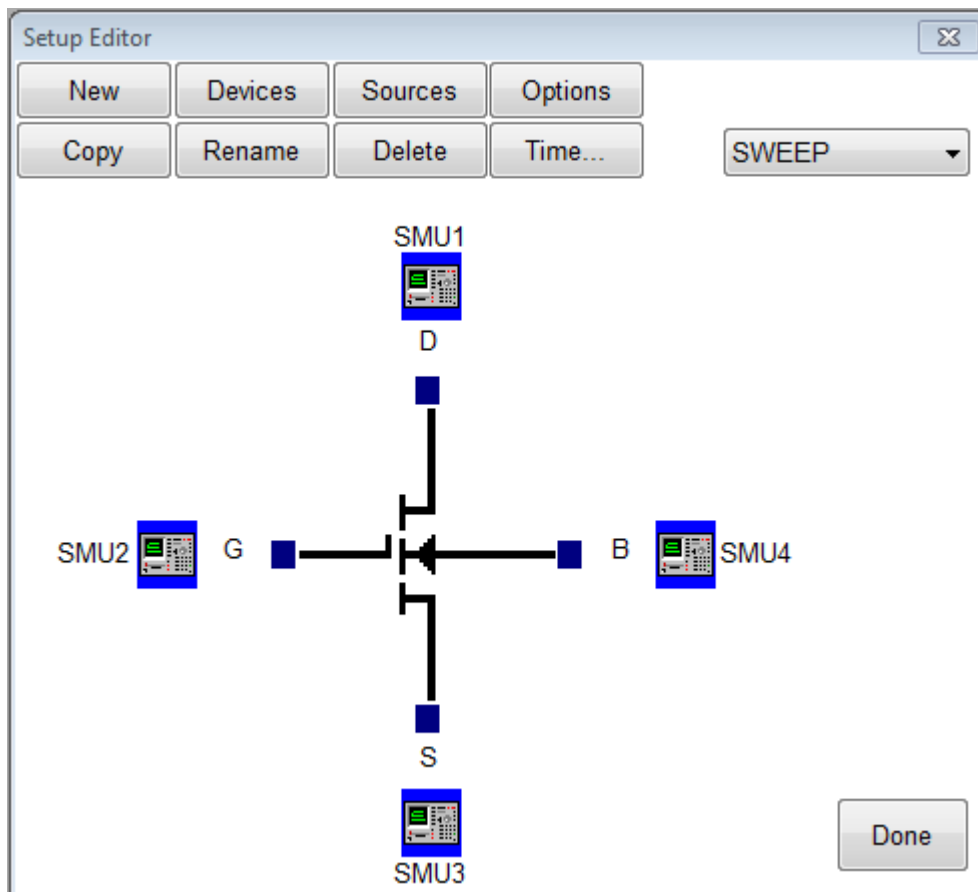 Setup Editor
New Devices Sources Options
Copy Rename Delete Time... SWEEP
SMU1
D
SMU2 G B SMU4
S
SMU3
Done